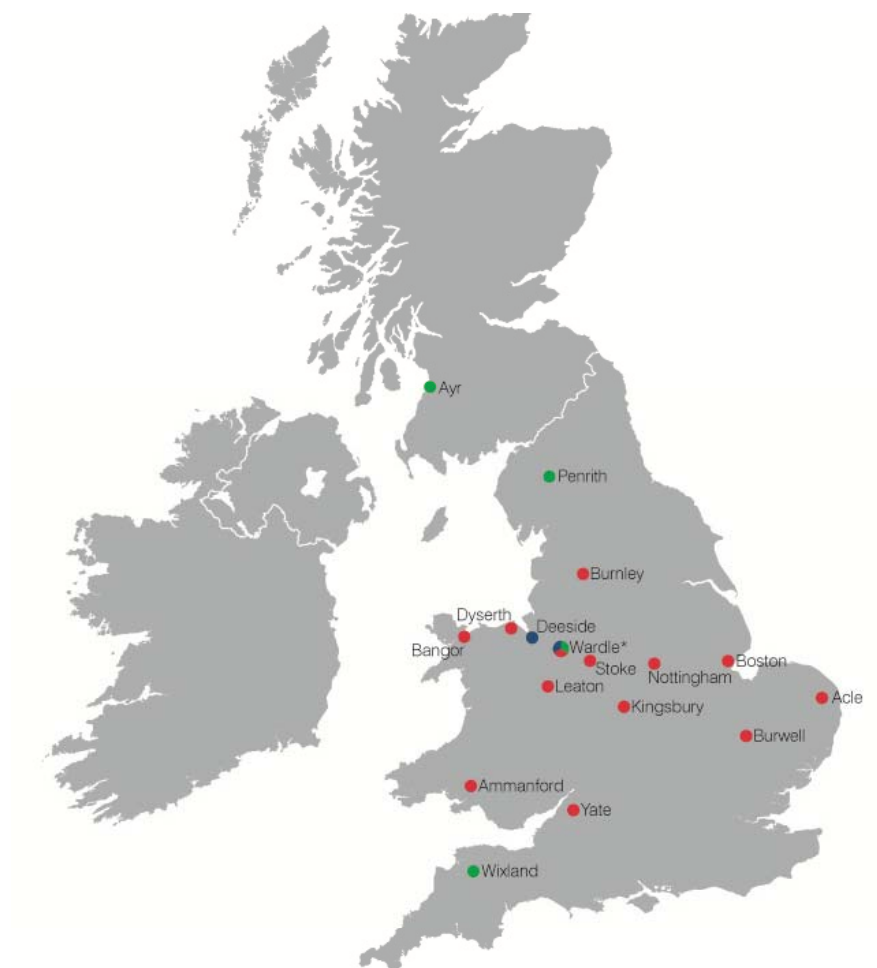 Ayr
Penrith
Burnley
Dyserth
Deeside
Bangor
Wardle*
Stoke
Nottingham
Boston
Leaton
Kingsbury
Acle
Burwell
Ammanford
Yate
Wixland